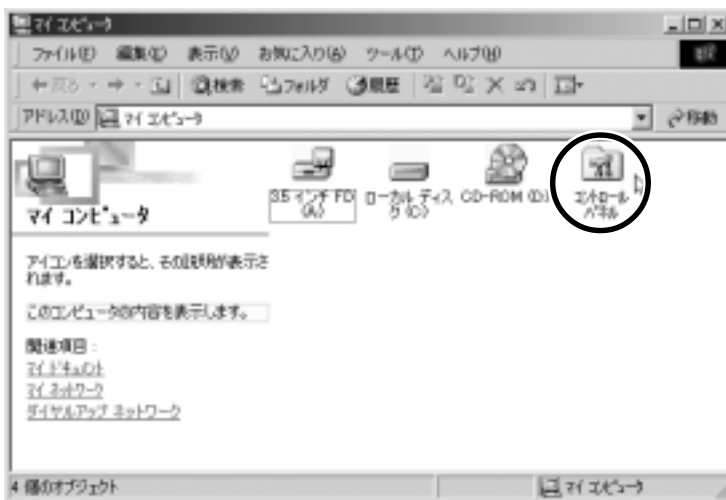 マイ コンピュータ
ファイル(F) 編集(E) 表示(V) お気に入り(A) ツール(T) ヘルプ(H)
戻る 検索 フォルダ 履歴
アドレス(D) マイ コンピュータ 移動
3.5 インチ FD (A:)
ローカル ディスク (C:)
CD-ROM (D:)
コントロール パネル
マイ コンピュータ
アイコンを選択すると、その説明が表示さ
れます。
このコンピュータの内容を表示します。
関連項目 :
マイ ドキュメント
マイ ネットワーク
ダイヤルアップ ネットワーク
4 個のオブジェクト マイ コンピュータ